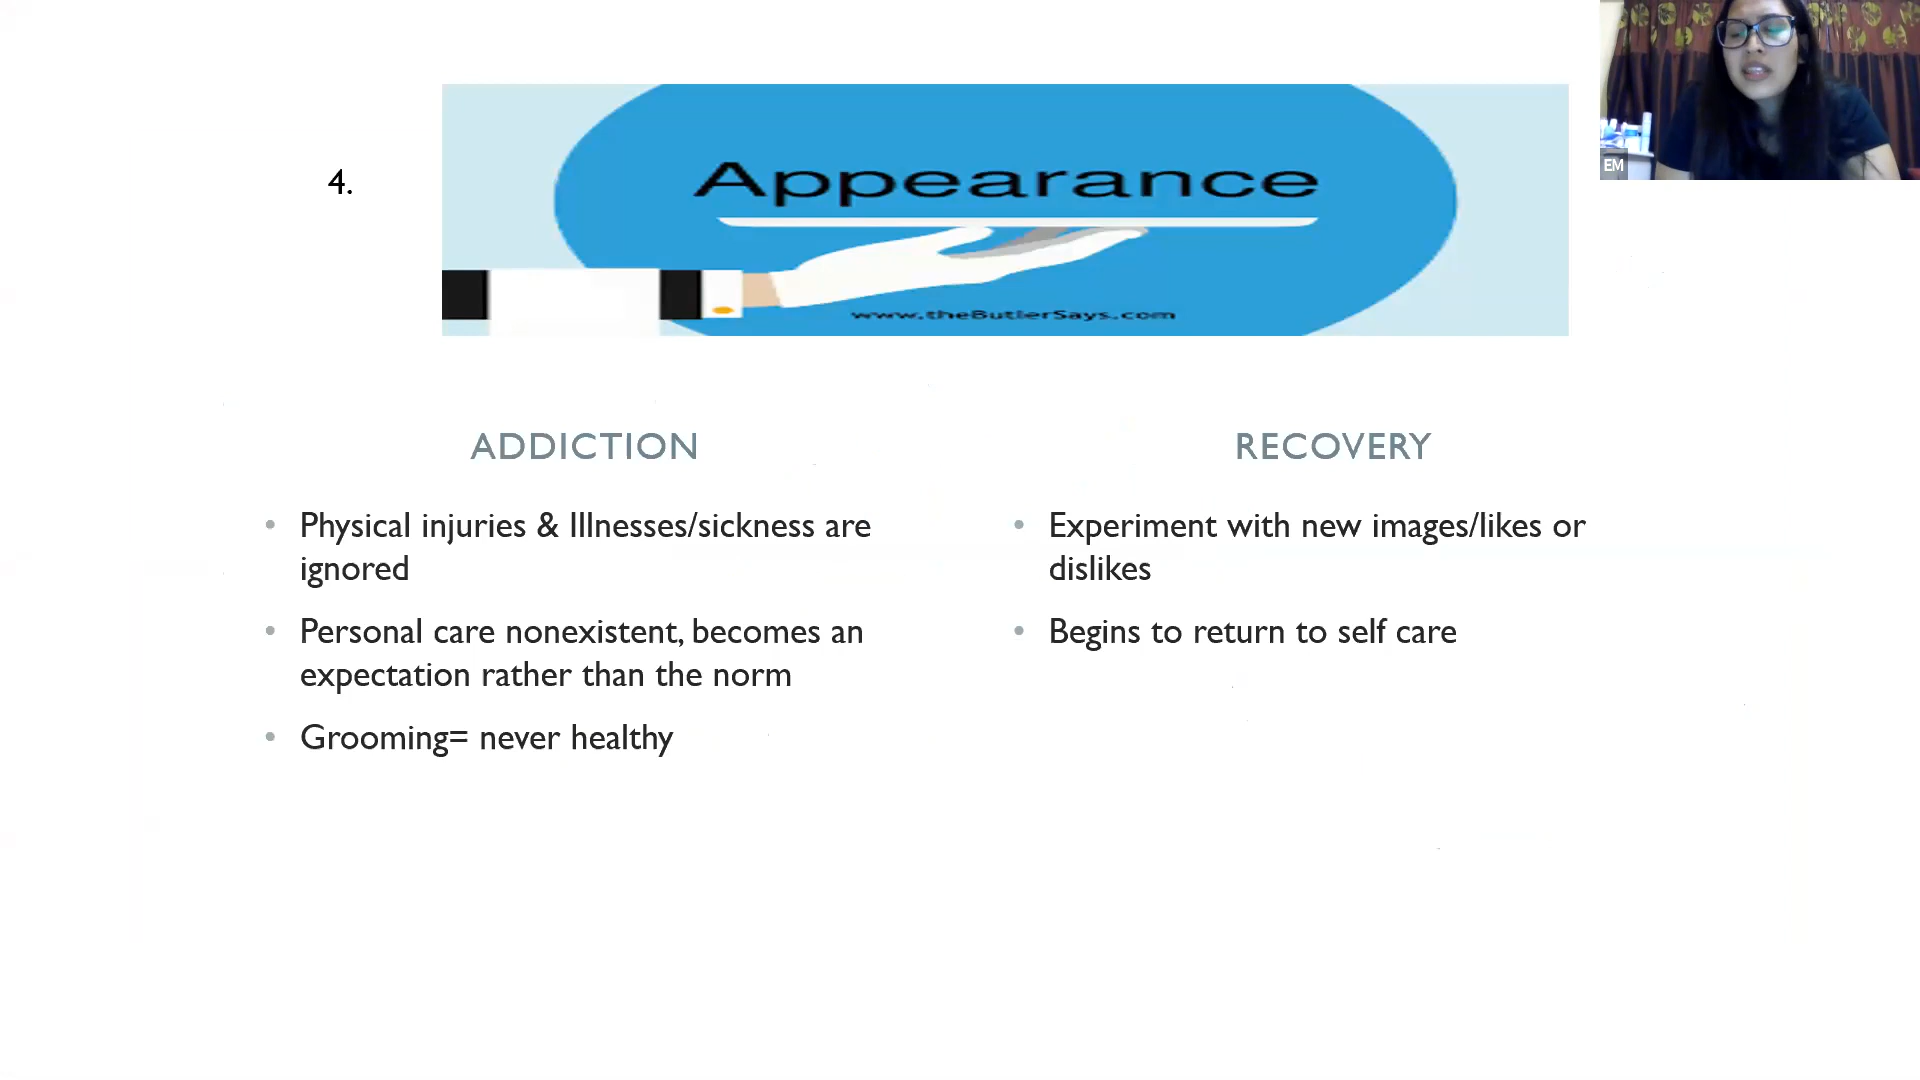 4.
Appearance
www.theButlerSays.com
EM
ADDICTION
Physical injuries & Illnesses/sickness are
ignored
Personal care nonexistent, becomes an
expectation rather than the norm
Grooming= never healthy
RECOVERY
Experiment with new images/likes or
dislikes
Begins to return to self care